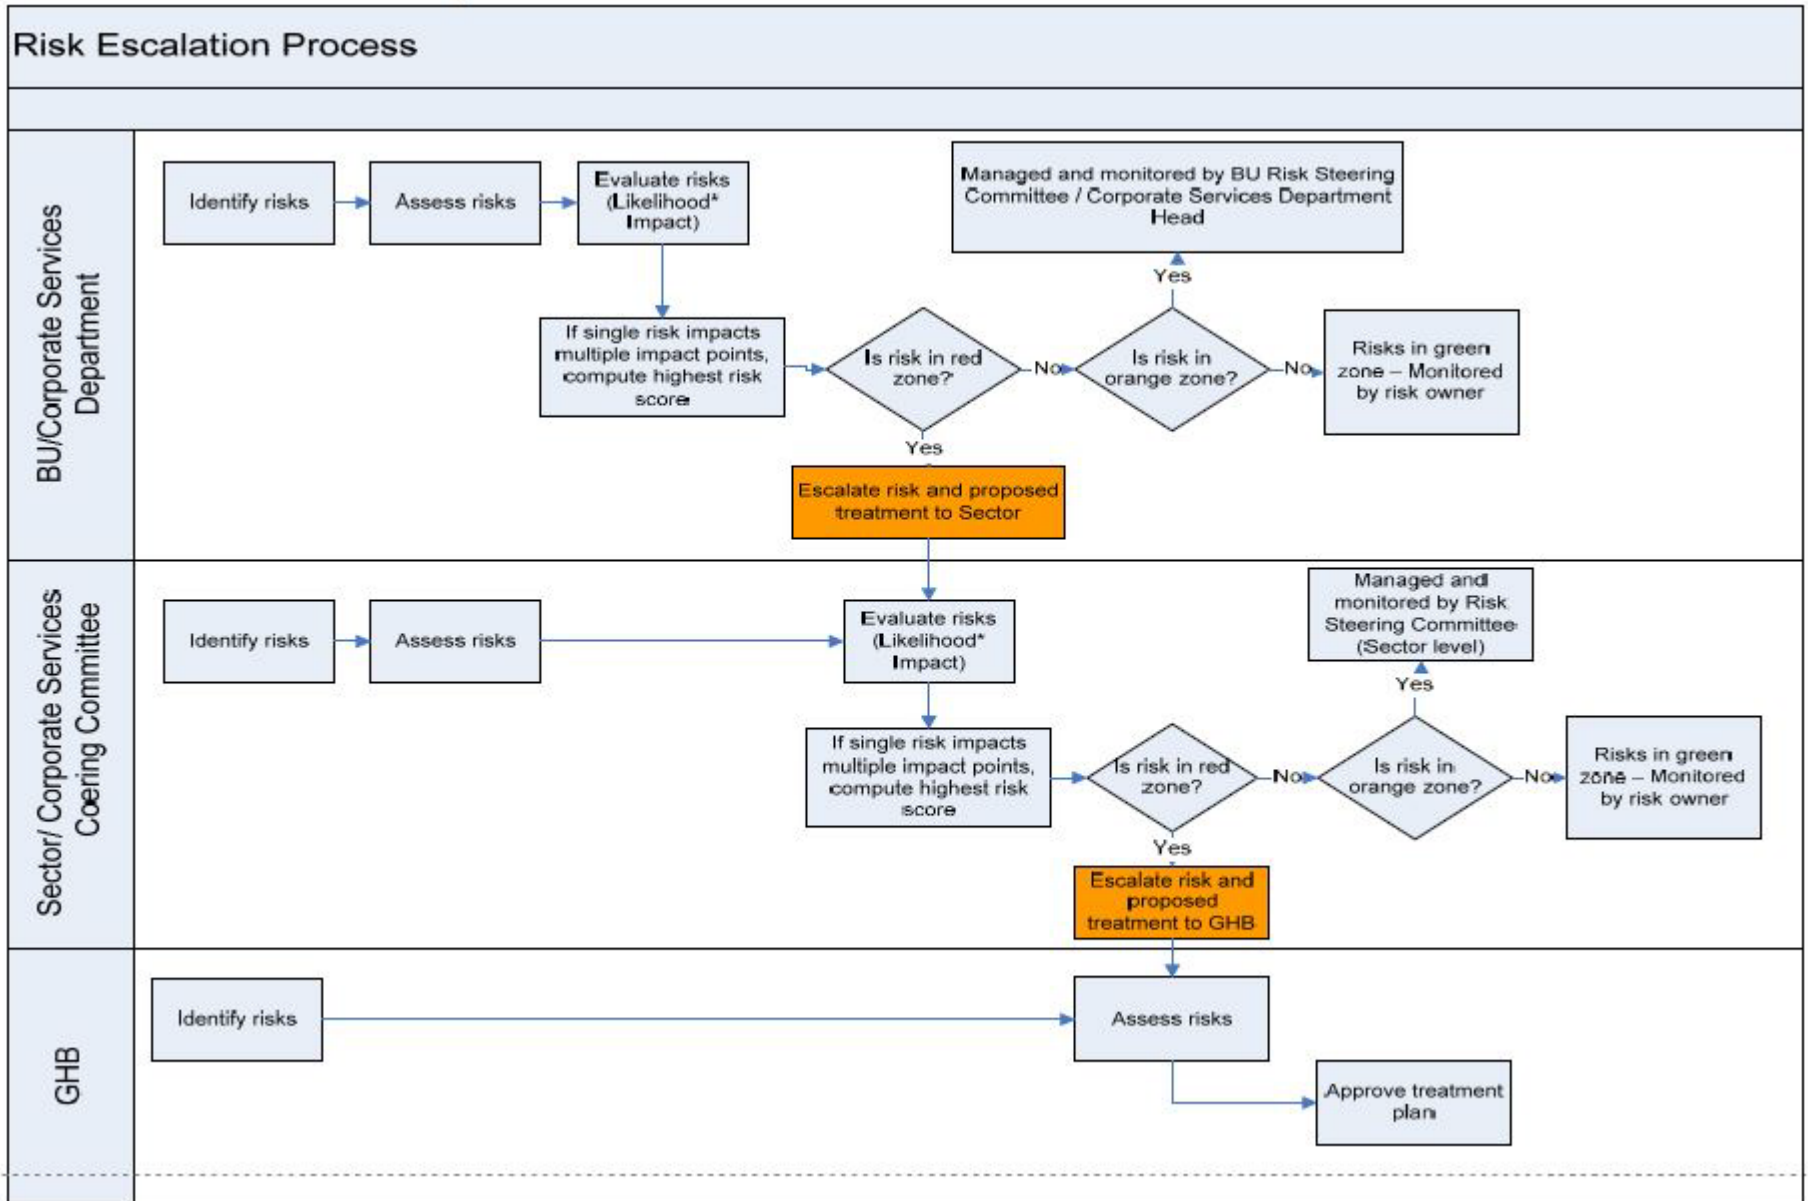 Risk Escalation Process
BU/Corporate Services
Department
Identify risks
Assess risks
Evaluate risks
(Likelihood*
Impact)
Managed and monitored by BU Risk Steering
Committee / Corporate Services Department
Head
Yes
If single risk impacts
multiple impact points,
compute highest risk
score
Is risk in red
zone?
No
Is risk in
orange zone?
No
Risks in green
zone – Monitored
by risk owner
Yes
Escalate risk and proposed
treatment to Sector
Sector/ Corporate Services
Coering Committee
Identify risks
Assess risks
Evaluate risks
(Likelihood*
Impact)
Managed and
monitored by Risk
Steering Committee
(Sector level)
Yes
If single risk impacts
multiple impact points,
compute highest risk
score
Is risk in red
zone?
No
Is risk in
orange zone?
No
Risks in green
zone – Monitored
by risk owner
Yes
Escalate risk and
proposed
treatment to GHB
GHB
Identify risks
Assess risks
Approve treatment
plan